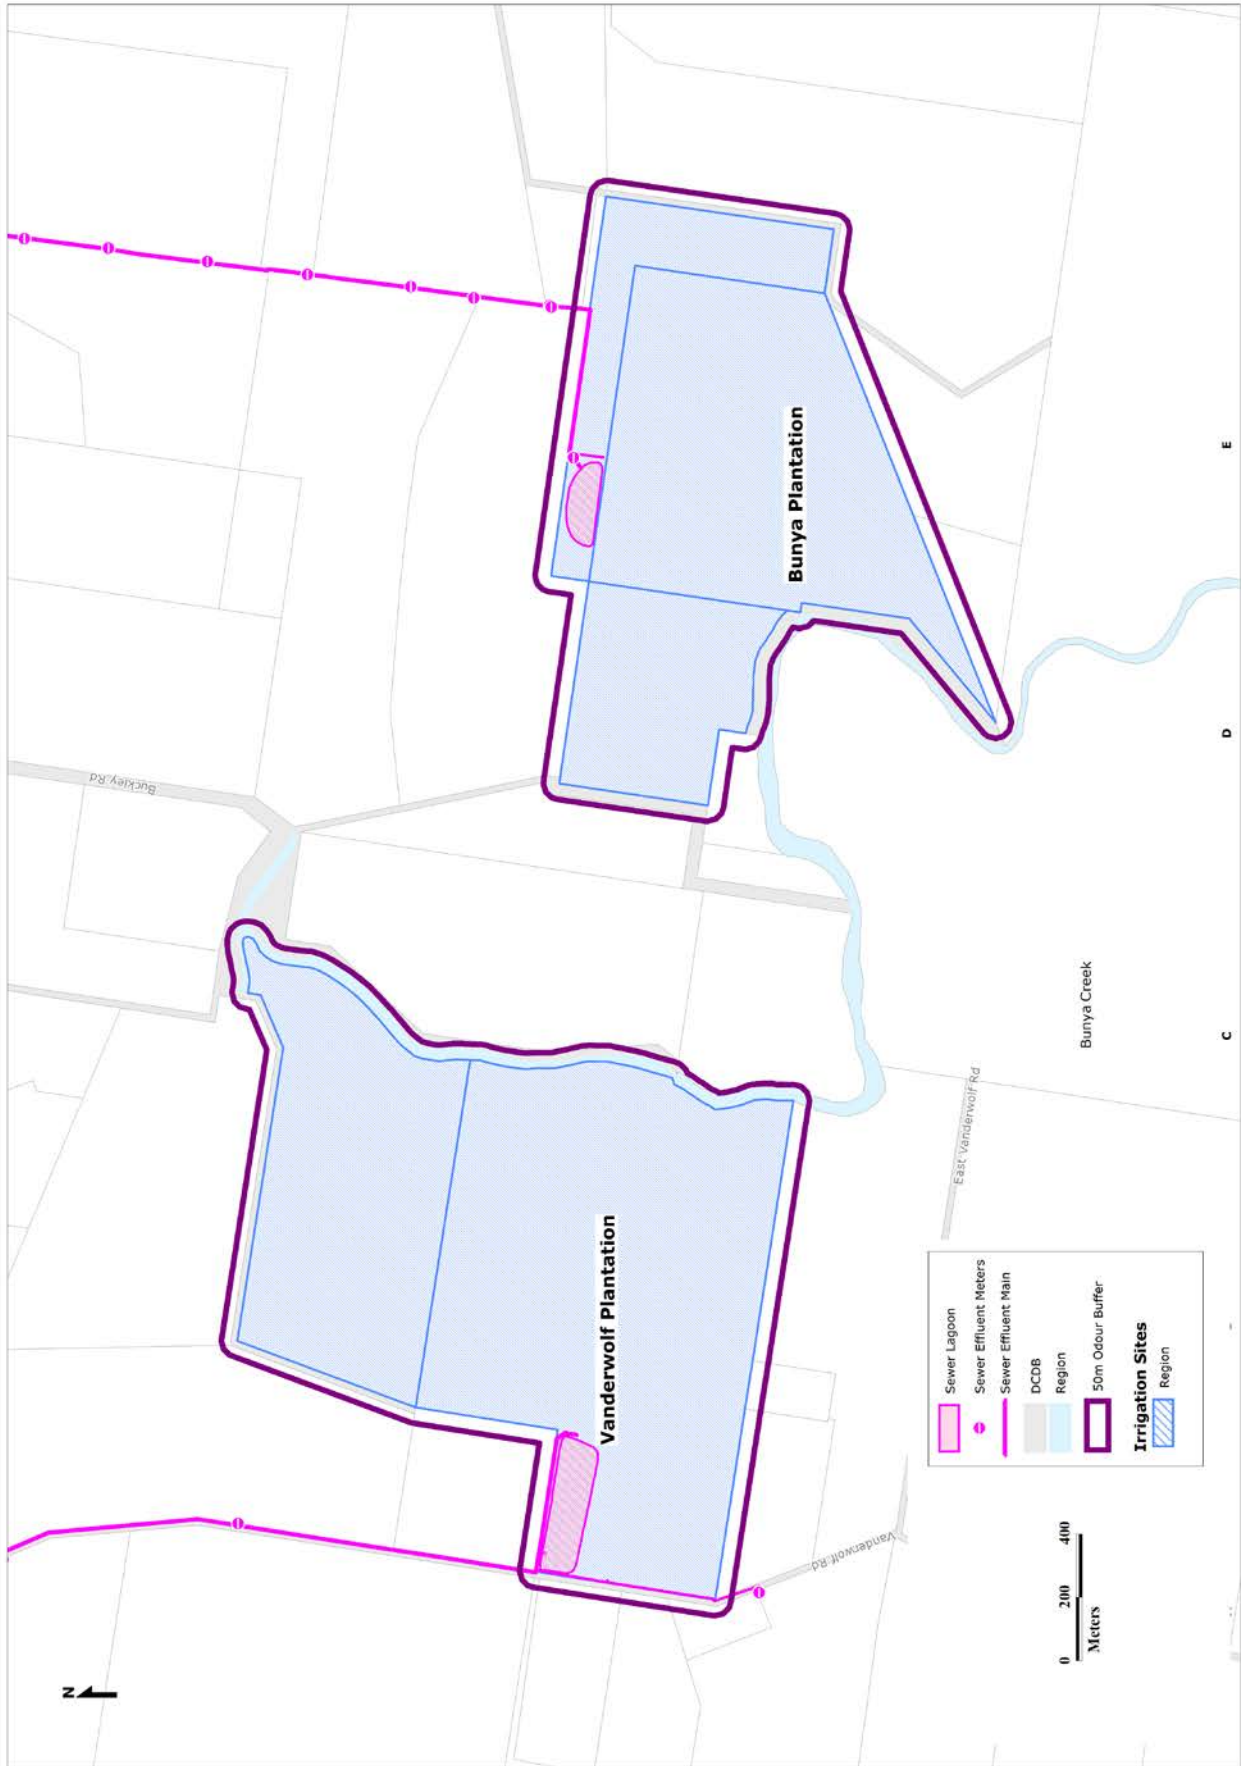 N
Buckley Rd
Bunya Plantation
Vanderwolf Plantation
Bunya Creek
East Vanderwolf Rd
Vanderwolf Rd
Sewer Lagoon
Sewer Effluent Meters
Sewer Effluent Main
DCDB
Region
50m Odour Buffer
Irrigation Sites
Region
0 200 400
Meters
C D E